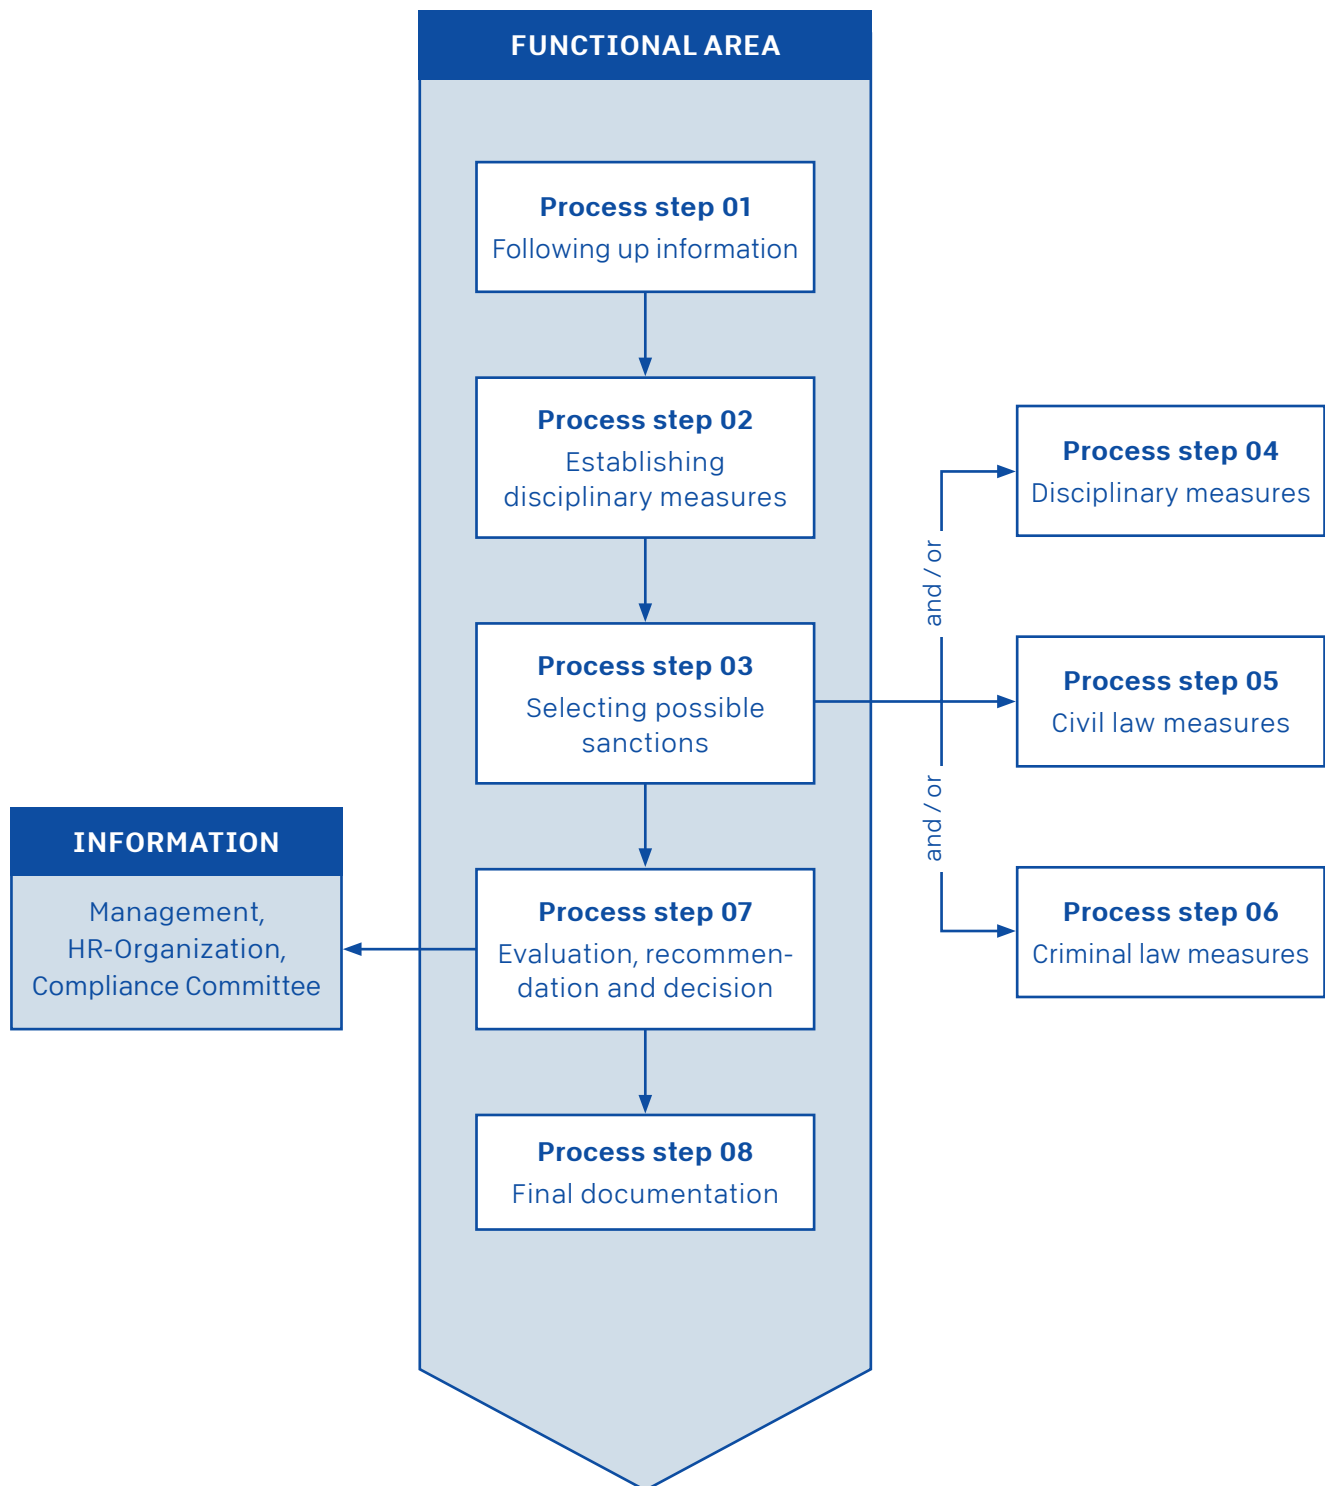 FUNCTIONAL AREA
Process step 01
Following up information
Process step 02
Establishing
disciplinary measures
Process step 03
Selecting possible
sanctions
and / or
and / or
Process step 04
Disciplinary measures
Process step 05
Civil law measures
Process step 06
Criminal law measures
INFORMATION
Management,
HR-Organization,
Compliance Committee
Process step 07
Evaluation, recommen-
dation and decision
Process step 08
Final documentation